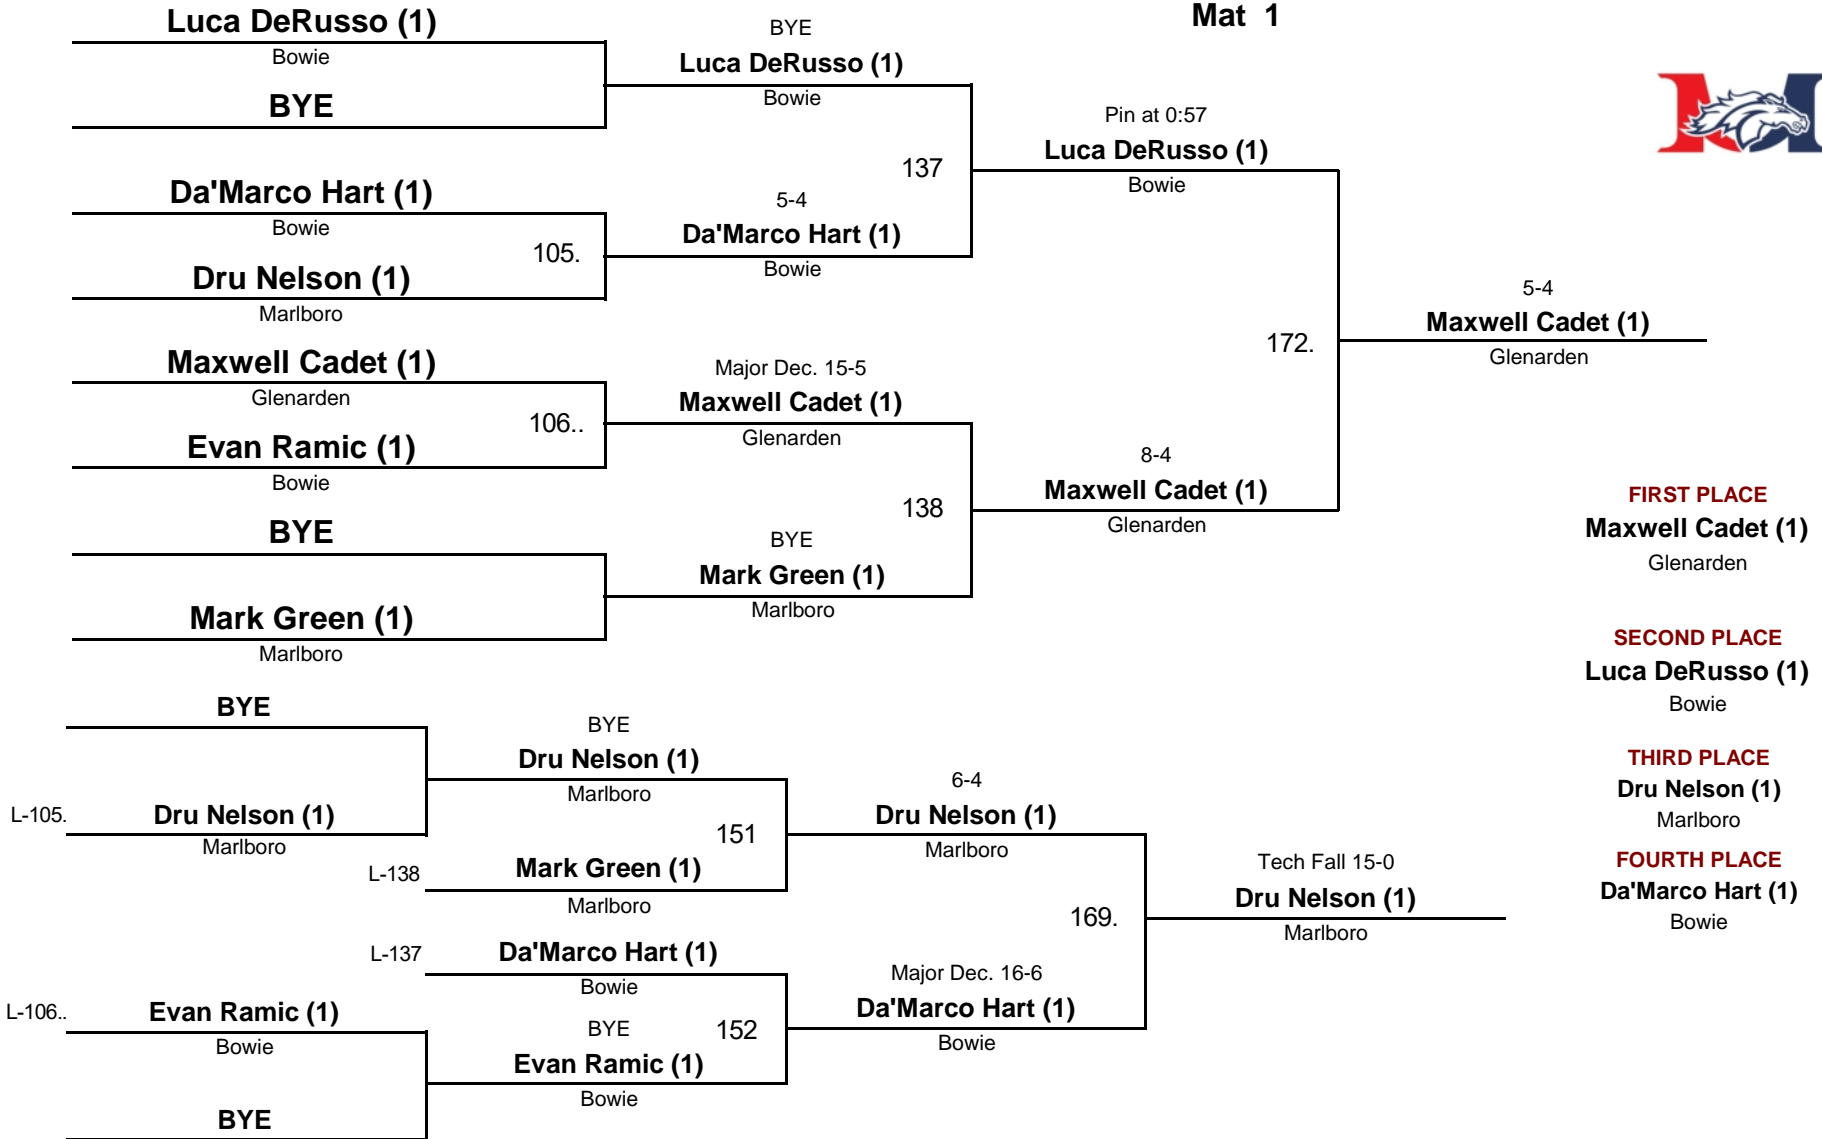 Mat 1
Luca DeRusso (1)
Bowie
BYE
Da'Marco Hart (1)
Bowie
105.
Dru Nelson (1)
Marlboro
Maxwell Cadet (1)
Glenarden
106..
Evan Ramic (1)
Bowie
BYE
Mark Green (1)
Marlboro
BYE
Luca DeRusso (1)
Bowie
137
5-4
Da'Marco Hart (1)
Bowie
Major Dec. 15-5
Maxwell Cadet (1)
Glenarden
138
BYE
Mark Green (1)
Marlboro
Pin at 0:57
Luca DeRusso (1)
Bowie
172.
8-4
Maxwell Cadet (1)
Glenarden
5-4
Maxwell Cadet (1)
Glenarden
M
FIRST PLACE
Maxwell Cadet (1)
Glenarden
SECOND PLACE
Luca DeRusso (1)
Bowie
THIRD PLACE
Dru Nelson (1)
Marlboro
FOURTH PLACE
Da'Marco Hart (1)
Bowie
BYE
L-105.
Dru Nelson (1)
Marlboro
L-106..
Evan Ramic (1)
Bowie
BYE
BYE
Dru Nelson (1)
Marlboro
151
L-138
Mark Green (1)
Marlboro
L-137
Da'Marco Hart (1)
Bowie
152
BYE
Evan Ramic (1)
Bowie
6-4
Dru Nelson (1)
Marlboro
169.
Major Dec. 16-6
Da'Marco Hart (1)
Bowie
Tech Fall 15-0
Dru Nelson (1)
Marlboro